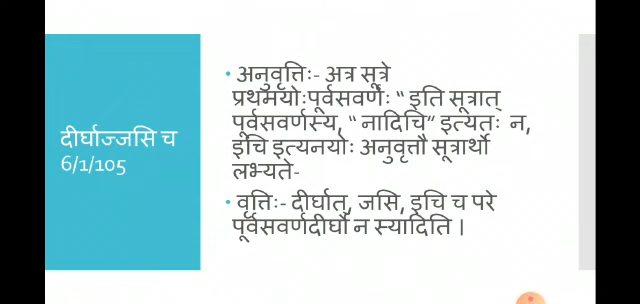 दीर्घाज्जसि च
6/1/105
• अनुवृत्तिः- अत्र सूत्रे
प्रथमयोःपूर्वसवर्णः “ इति सूत्रात्
पूर्वसवर्णस्य, “ नादिचि” इत्यतः न,
इचि इत्यनयोः अनुवृत्तौ सूत्रार्थो
लभ्यते-
• वृत्तिः- दीर्घात्, जसि, इचि च परे
पूर्वसवर्णदीर्घो न स्यादिति ।